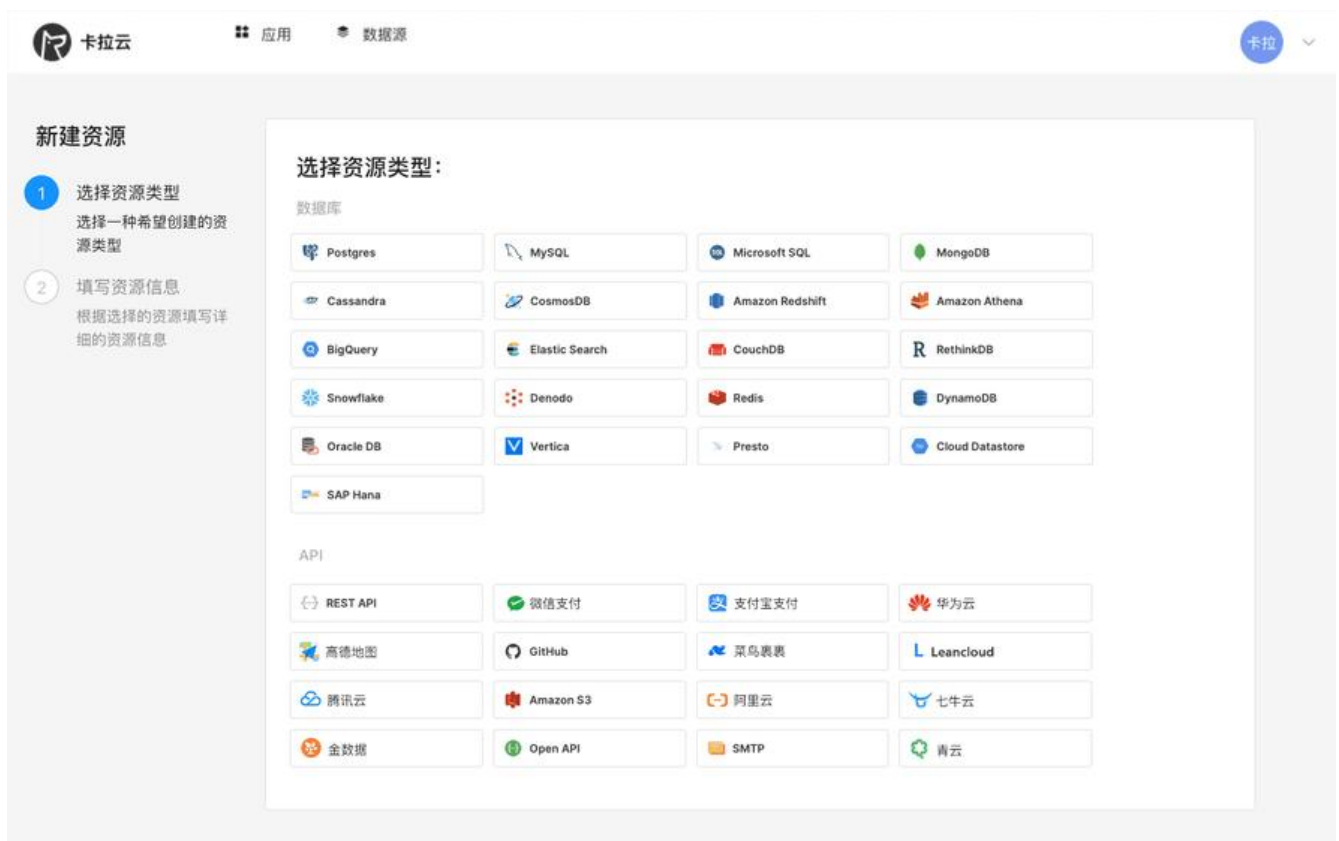 卡拉云
应用
数据源
卡拉
新建资源
1
选择资源类型
选择一种希望创建的资
源类型
2
填写资源信息
根据选择的资源填写详
细的资源信息
选择资源类型：
数据库
Postgres
MySQL
Microsoft SQL
MongoDB
Cassandra
CosmosDB
Amazon Redshift
Amazon Athena
BigQuery
Elastic Search
CouchDB
RethinkDB
Snowflake
Denodo
Redis
DynamoDB
Oracle DB
Vertica
Presto
Cloud Datastore
SAP Hana
API
REST API
微信支付
支付宝支付
华为云
高德地图
GitHub
菜鸟裹裹
Leancloud
腾讯云
Amazon S3
阿里云
七牛云
金数据
Open API
SMTP
青云